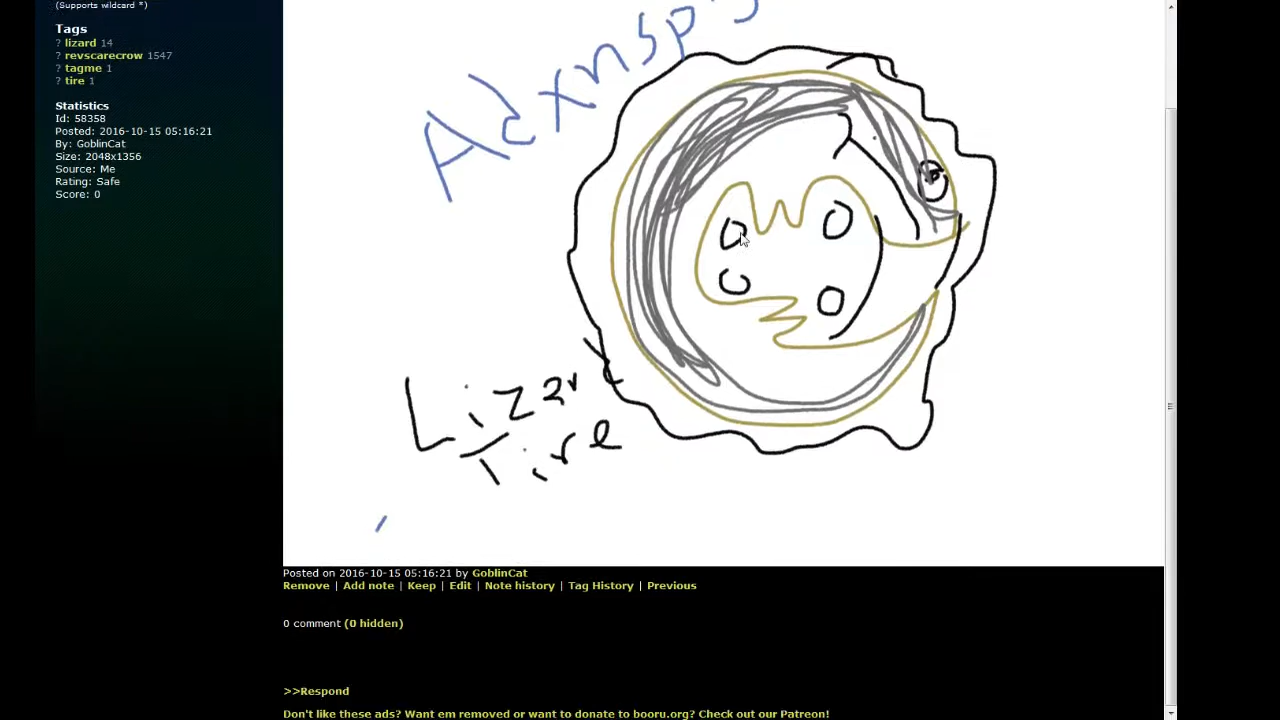 (Supports wildcard *)
Tags
? lizard 14
? revscarecrow 1547
? tagme 1
? tire 1
Statistics
Id: 58358
Posted: 2016-10-15 05:16:21
By: GoblinCat
Size: 2048x1356
Source: Me
Rating: Safe
Score: 0
Lizard
Tire
Posted on 2016-10-15 05:16:21 by GoblinCat
Remove | Add note | Keep | Edit | Note history | Tag History | Previous
0 comment (0 hidden)
>>Respond
Don't like these ads? Want em removed or want to donate to booru.org? Check out our Patreon!